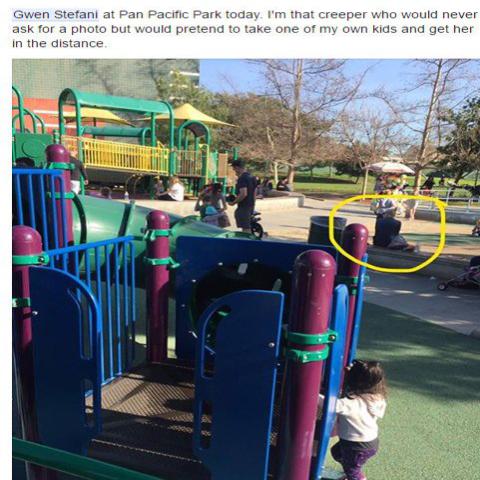 Gwen Stefani at Pan Pacific Park today. I'm that creeper who would never
ask for a photo but would pretend to take one of my own kids and get her
in the distance.